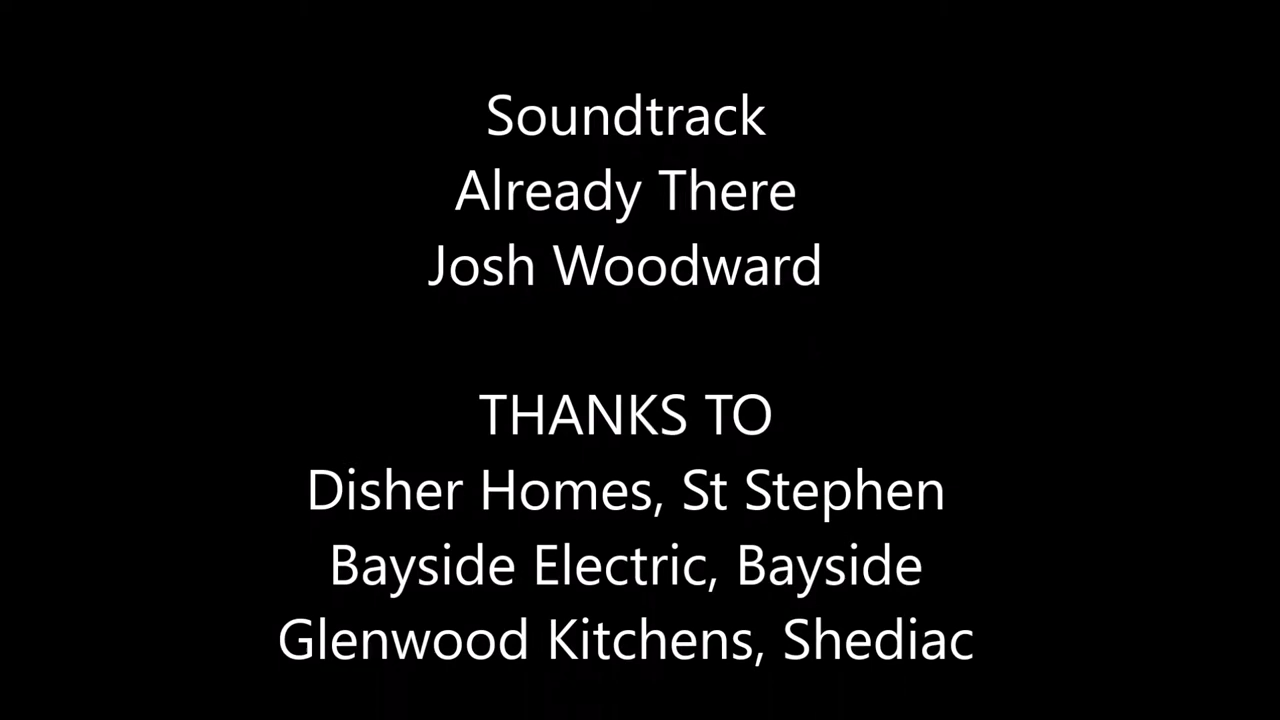 Soundtrack
Already There
Josh Woodward
THANKS TO
Disher Homes, St Stephen
Bayside Electric, Bayside
Glenwood Kitchens, Shediac